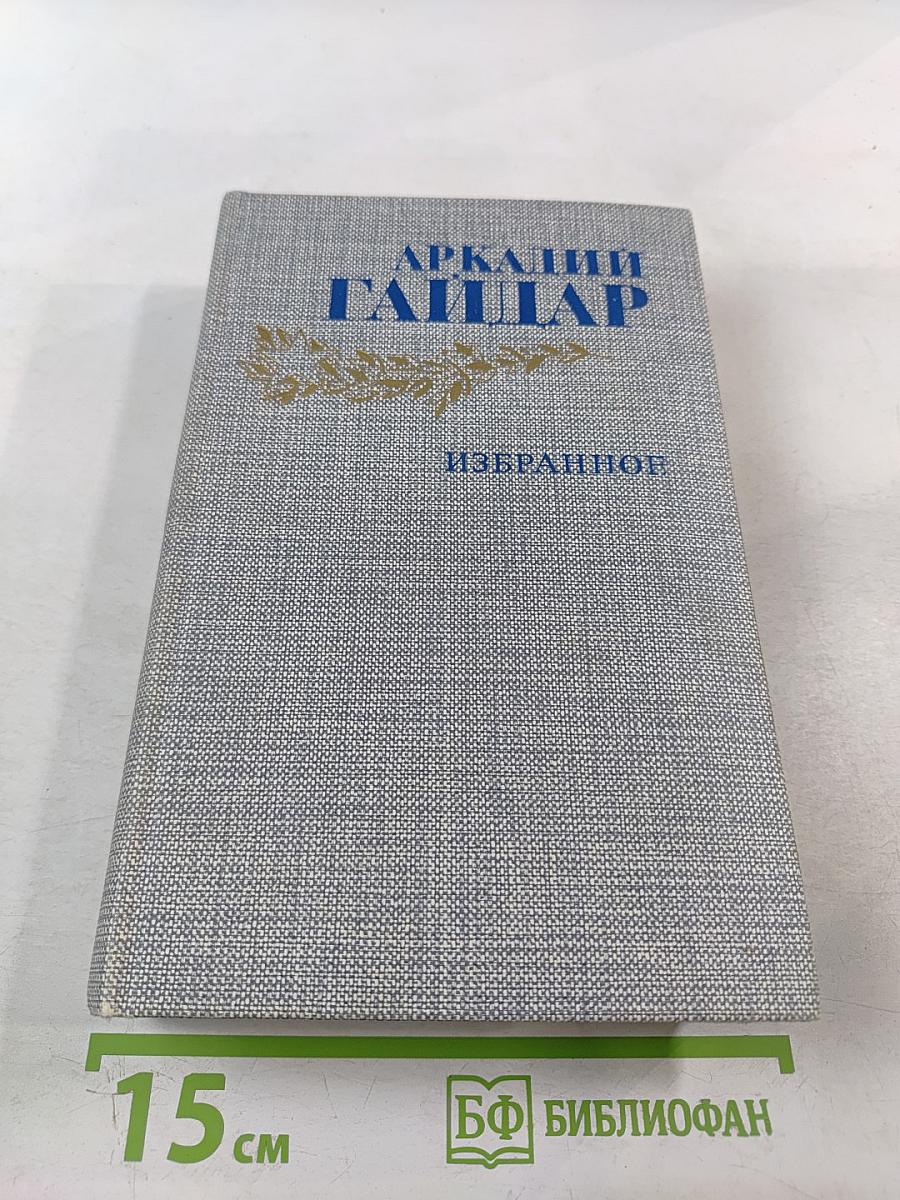 АРКАДИЙ
ГАЙДАР
ИЗБРАННОЕ
15 см
БФ БИБЛИОФАН